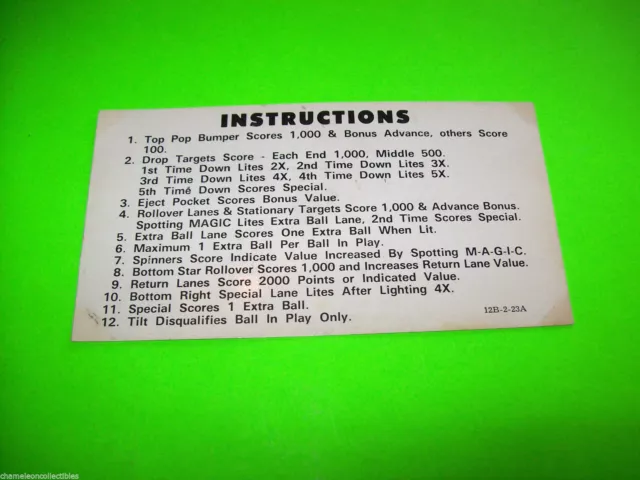 INSTRUCTIONS
1. Top Pop Bumper Scores 1,000 & Bonus Advance, others Score
100.
2. Drop Targets Score - Each End 1,000, Middle 500.
1st Time Down Lites 2X, 2nd Time Down Lites 3X.
3rd Time Down Lites 4X, 4th Time Down Lites 5X.
5th Time Down Scores Special.
3. Eject Pocket Scores Bonus Value.
4. Rollover Lanes & Stationary Targets Score 1,000 & Advance Bonus.
Spotting MAGIC Lites Extra Ball Lane, 2nd Time Scores Special.
5. Extra Ball Lane Scores One Extra Ball When Lit.
6. Maximum 1 Extra Ball Per Ball In Play.
7. Spinners Score Indicate Value Increased By Spotting M-A-G-I-C.
8. Bottom Star Rollover Scores 1,000 and Increases Return Lane Value.
9. Return Lanes Score 2000 Points or Indicated Value.
10. Bottom Right Special Lane Lites After Lighting 4X.
11. Special Scores 1 Extra Ball.
12. Tilt Disqualifies Ball In Play Only.
12B-2-23A
chameleoncollectibles